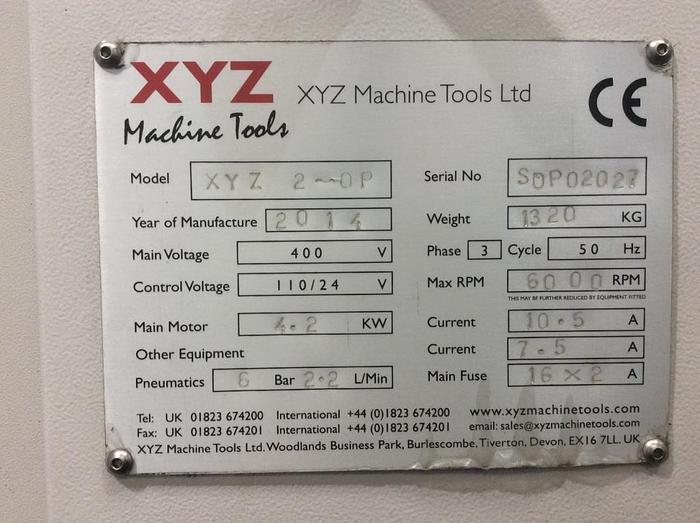 XYZ XYZ Machine Tools Ltd CE
Machine Tools
Model XYZ 2~OP Serial No SOP02027
Year of Manufacture 2014 Weight 1320 KG
Main Voltage 400 V Phase 3 Cycle 50 Hz
Control Voltage 110/24 V Max RPM 6000 RPM
THIS MAY BE FURTHER REDUCED BY EQUIPMENT FITTED
Main Motor 4.2 KW Current 10.5 A
Other Equipment Current 7.5 A
Pneumatics 6 Bar 2.2 L/Min Main Fuse 16×2 A
Tel: UK 01823 674200 International +44 (0)1823 674200 www.xyzmachinetools.com
Fax: UK 01823 674201 International +44 (0)1823 674201 email: sales@xyzmachinetools.com
XYZ Machine Tools Ltd. Woodlands Business Park, Burlescombe, Tiverton, Devon, EX16 7LL. UK